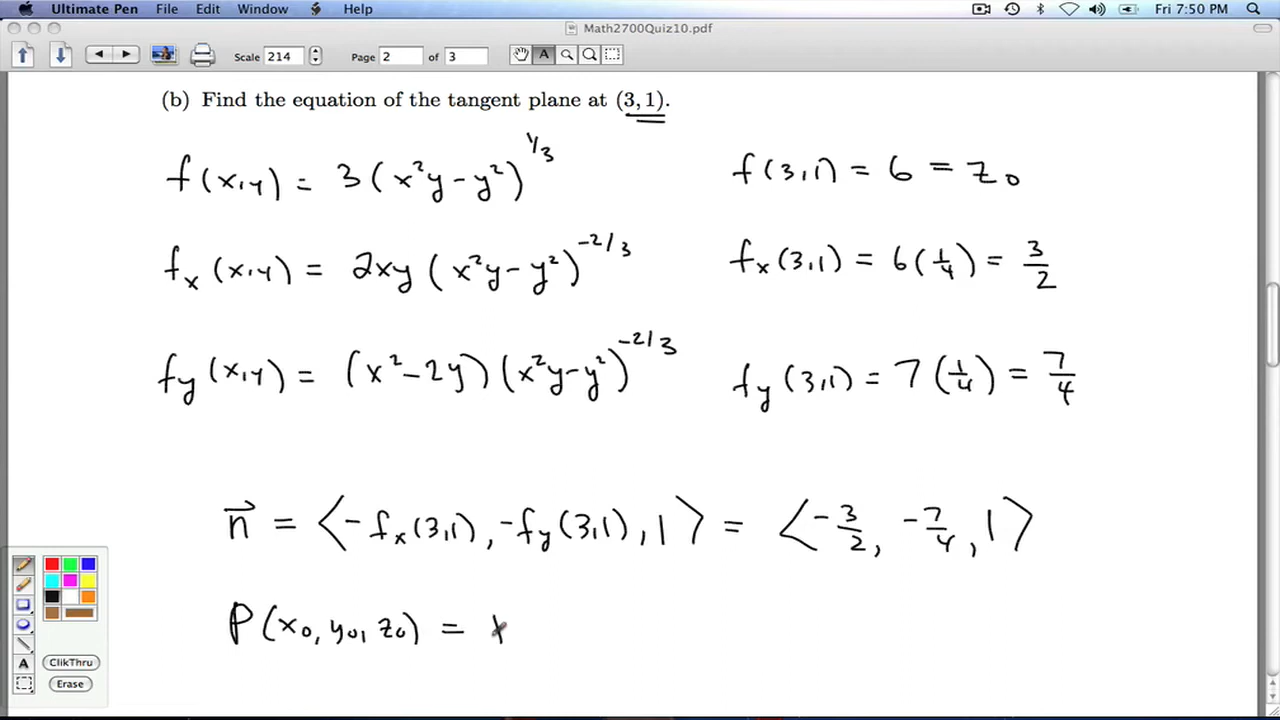 Ultimate Pen File Edit Window Help Fri 7:50 PM
Math2700Quiz10.pdf
Scale 214 Page 2 of 3
(b) Find the equation of the tangent plane at (3, 1).
f(x,y) = 3(x²y-y²)^1/3
f(3,1) = 6 = z₀
fₓ(x,y) = 2xy(x²y-y²)^-2/3
fₓ(3,1) = 6(1/4) = 3/2
f_y(x,y) = (x²-2y)(x²y-y²)^-2/3
f_y(3,1) = 7(1/4) = 7/4
n⃗ = ⟨-fₓ(3,1), -f_y(3,1), 1⟩ = ⟨-3/2, -7/4, 1⟩
P(x₀, y₀, z₀) =
A
ClikThru
Erase